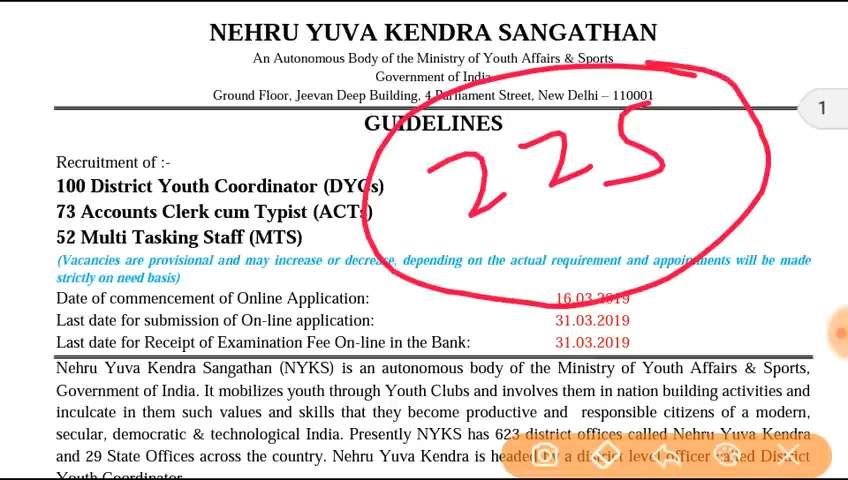 NEHRU YUVA KENDRA SANGATHAN
An Autonomous Body of the Ministry of Youth Affairs & Sports
Government of India
Ground Floor, Jeevan Deep Building, 4 Parliament Street, New Delhi – 110001
GUIDELINES
225
Recruitment of :-
100 District Youth Coordinator (DYCs)
73 Accounts Clerk cum Typist (ACTs)
52 Multi Tasking Staff (MTS)
(Vacancies are provisional and may increase or decrease, depending on the actual requirement and appointments will be made
strictly on need basis)
Date of commencement of Online Application: 16.03.2019
Last date for submission of On-line application: 31.03.2019
Last date for Receipt of Examination Fee On-line in the Bank: 31.03.2019
Nehru Yuva Kendra Sangathan (NYKS) is an autonomous body of the Ministry of Youth Affairs & Sports,
Government of India. It mobilizes youth through Youth Clubs and involves them in nation building activities and
inculcate in them such values and skills that they become productive and responsible citizens of a modern,
secular, democratic & technological India. Presently NYKS has 623 district offices called Nehru Yuva Kendra
and 29 State Offices across the country. Nehru Yuva Kendra is headed by a district level officer called District
Youth Coordinator
1